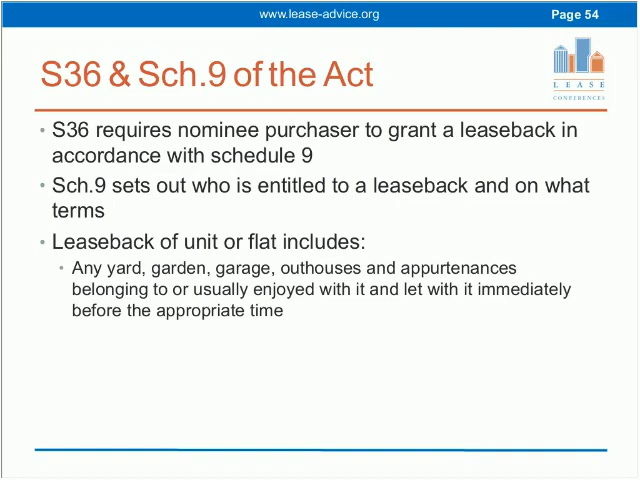 www.lease-advice.org
Page 54
S36 & Sch.9 of the Act
LEASE
CONFERENCES
• S36 requires nominee purchaser to grant a leaseback in
accordance with schedule 9
• Sch.9 sets out who is entitled to a leaseback and on what
terms
• Leaseback of unit or flat includes:
• Any yard, garden, garage, outhouses and appurtenances
belonging to or usually enjoyed with it and let with it immediately
before the appropriate time